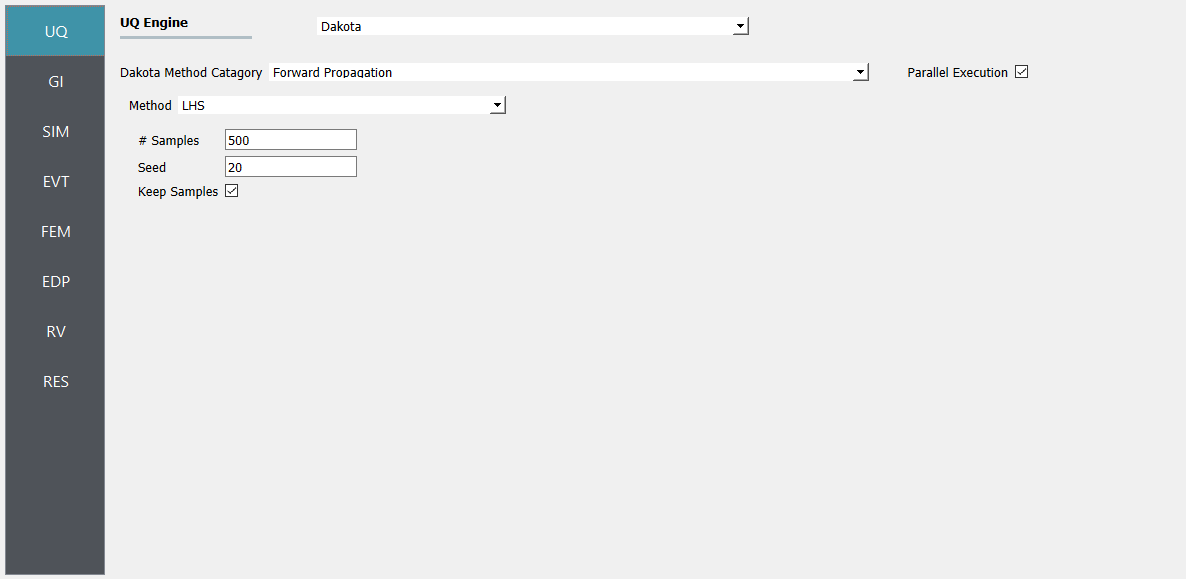 UQ
GI
SIM
EVT
FEM
EDP
RV
RES
UQ Engine Dakota
Dakota Method Catagory Forward Propagation Parallel Execution
Method LHS
# Samples 500
Seed 20
Keep Samples